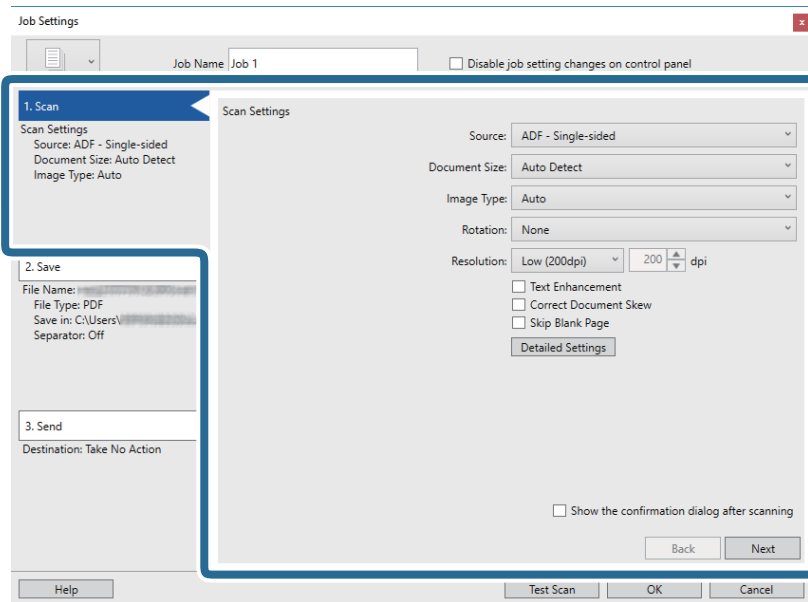 Job Settings
x
Job Name Job 1 Disable job setting changes on control panel
1. Scan
Scan Settings
Source: ADF - Single-sided
Document Size: Auto Detect
Image Type: Auto
2. Save
File Name:
File Type: PDF
Save in: C:\Users\
Separator: Off
3. Send
Destination: Take No Action
Scan Settings
Source: ADF - Single-sided
Document Size: Auto Detect
Image Type: Auto
Rotation: None
Resolution: Low (200dpi) 200 dpi
Text Enhancement
Correct Document Skew
Skip Blank Page
Detailed Settings
Show the confirmation dialog after scanning
Back Next
Help Test Scan OK Cancel